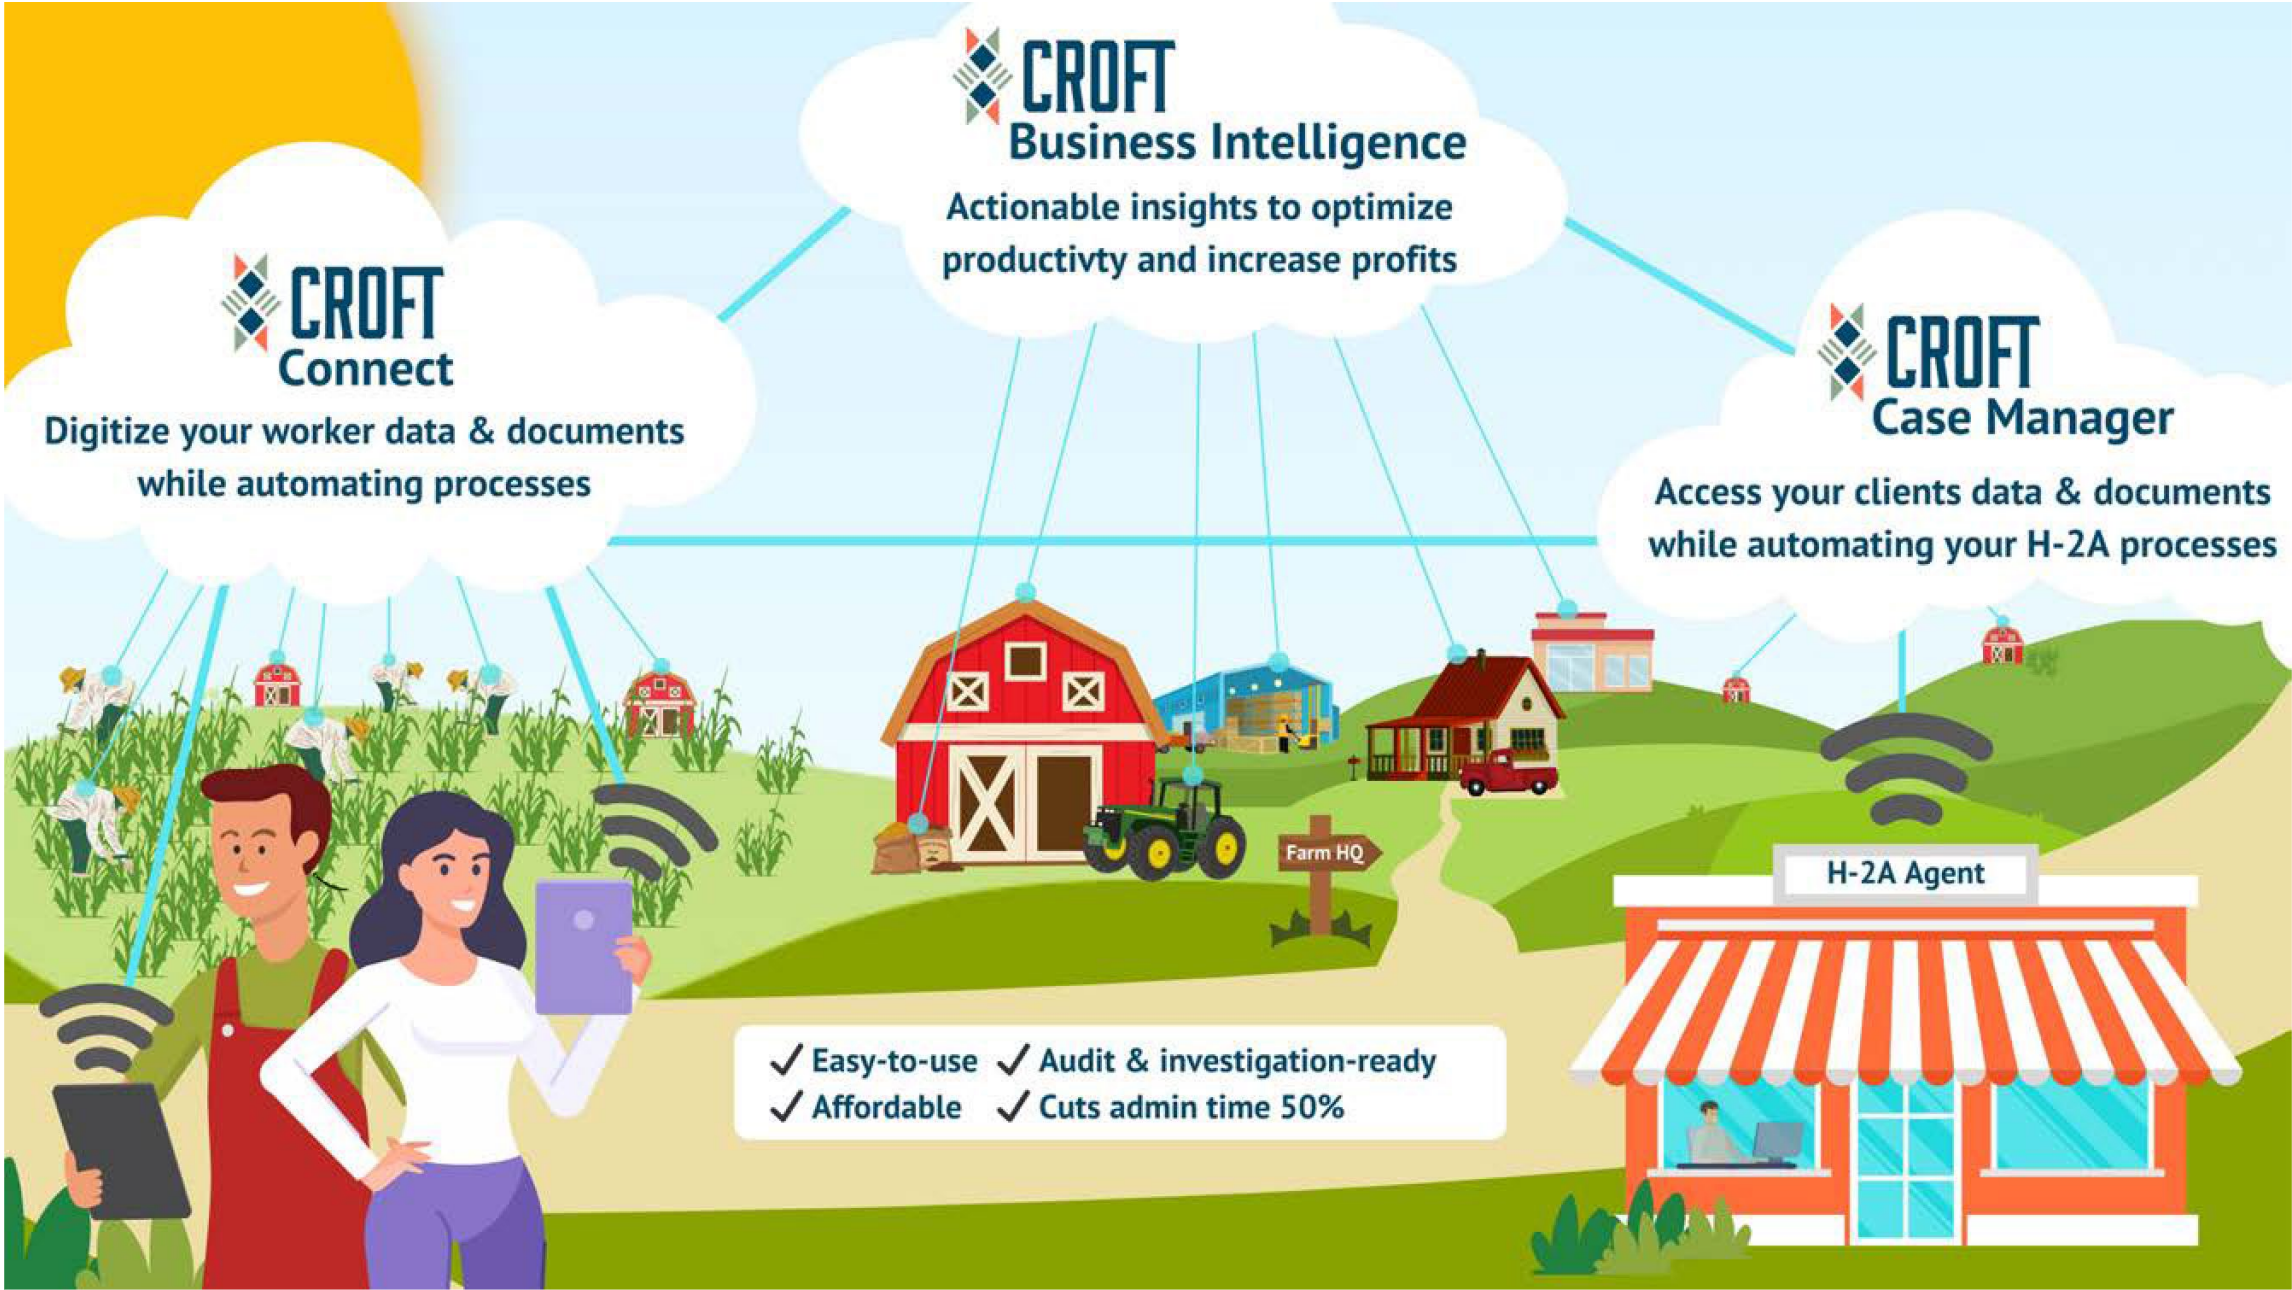 CROFT
Business Intelligence
Actionable insights to optimize
productivty and increase profits
CROFT
Connect
Digitize your worker data & documents
while automating processes
CROFT
Case Manager
Access your clients data & documents
while automating your H-2A processes
Farm HQ
H-2A Agent
✓ Easy-to-use ✓ Audit & investigation-ready
✓ Affordable ✓ Cuts admin time 50%